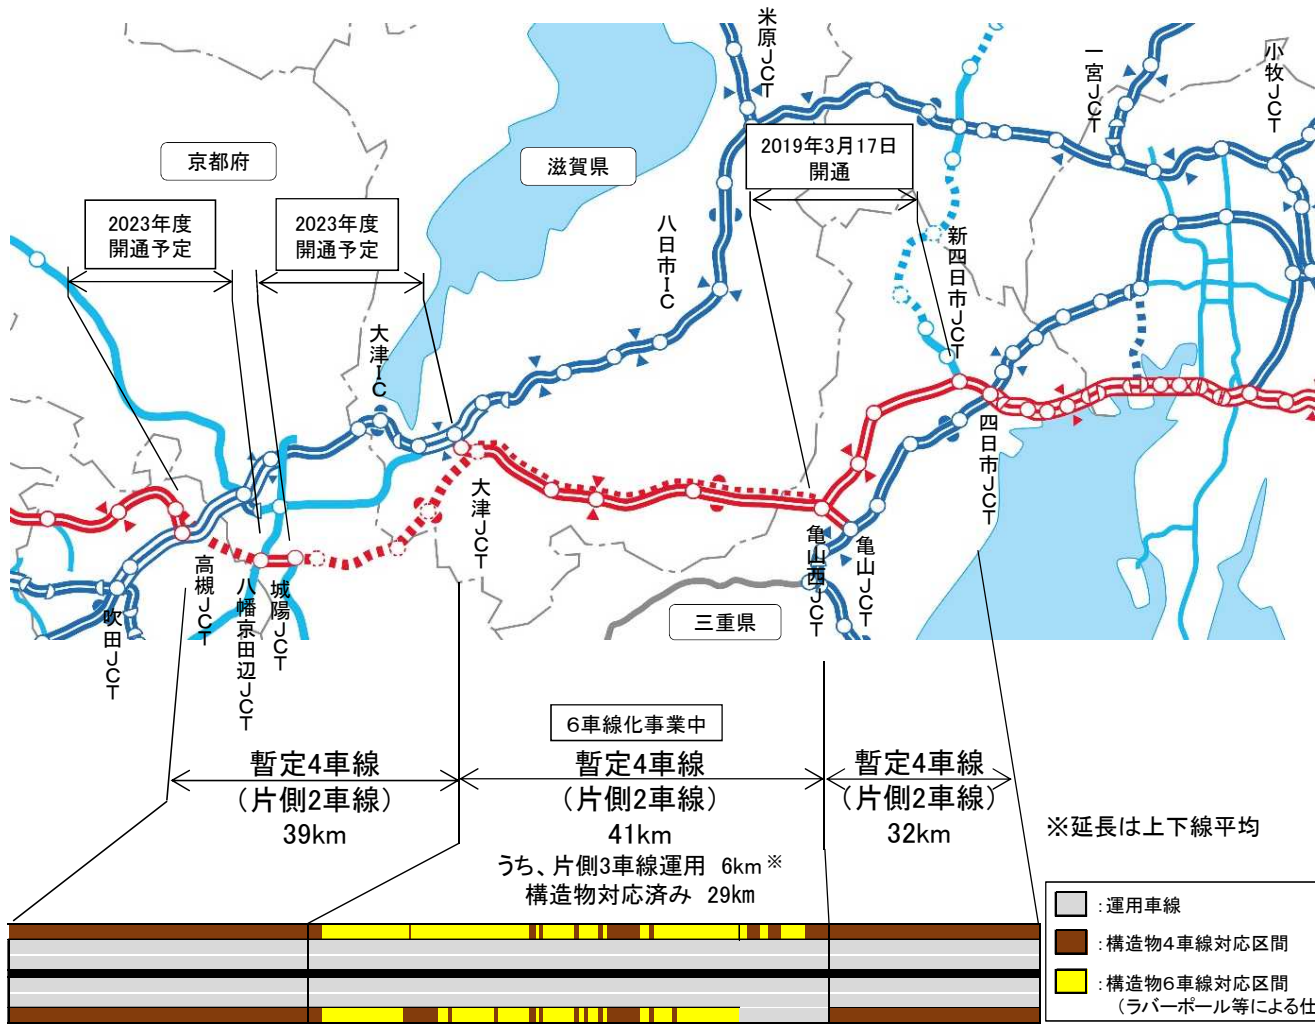 米原JCT
一宮JCT
小牧JCT
2019年3月17日
開通
京都府
滋賀県
2023年度
開通予定
2023年度
開通予定
八日市IC
新四日市JCT
大津IC
四日市JCT
大津JCT
亀山西JCT
亀山JCT
高槻JCT
八幡京田辺JCT
城陽JCT
吹田JCT
三重県
6車線化事業中
暫定4車線
(片側2車線)
39km
暫定4車線
(片側2車線)
41km
うち、片側3車線運用 6km※
構造物対応済み 29km
暫定4車線
(片側2車線)
32km
※延長は上下線平均
:運用車線
:構造物4車線対応区間
:構造物6車線対応区間
(ラバーポール等による仕